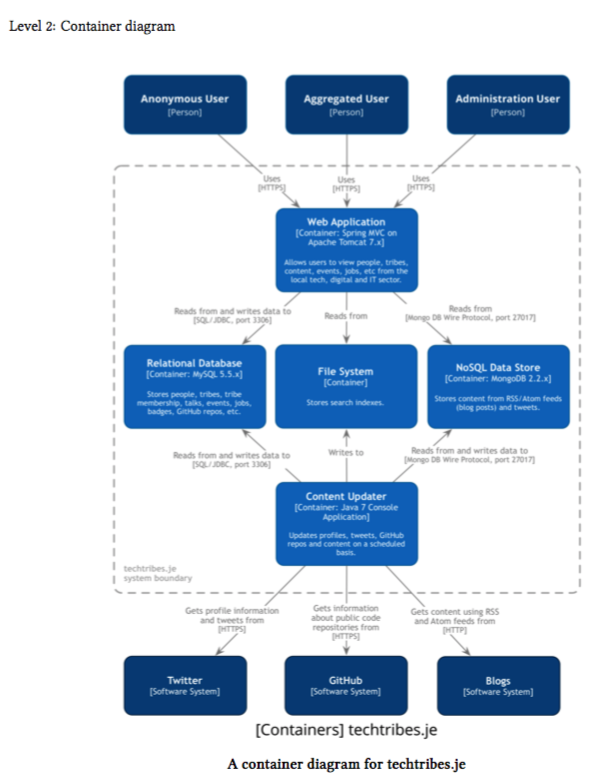 Level 2: Container diagram
Anonymous User
[Person]
Aggregated User
[Person]
Administration User
[Person]
Uses
[HTTPS]
Uses
[HTTPS]
Uses
[HTTPS]
Web Application
[Container: Spring MVC on
Apache Tomcat 7.x]
Allows users to view people, tribes,
content, events, jobs, etc from the
local tech, digital and IT sector.
Reads from and writes data to
[SQL/JDBC, port 3306]
Reads from
Reads from
[Mongo DB Wire Protocol, port 27017]
Relational Database
[Container: MySQL 5.5.x]
Stores people, tribes, tribe
membership, talks, events, jobs,
badges, GitHub repos, etc.
File System
[Container]
Stores search indexes.
NoSQL Data Store
[Container: MongoDB 2.2.x]
Stores content from RSS/Atom feeds
(blog posts) and tweets.
Reads from and writes data to
[SQL/JDBC, port 3306]
Writes to
Reads from and writes data to
[Mongo DB Wire Protocol, port 27017]
Content Updater
[Container: Java 7 Console
Application]
Updates profiles, tweets, GitHub
repos and content on a scheduled
basis.
techtribes.je
system boundary
Gets profile information
and tweets from
[HTTPS]
Gets information
about public code
repositories from
[HTTPS]
Gets content using RSS
and Atom feeds from
[HTTP]
Twitter
[Software System]
GitHub
[Software System]
Blogs
[Software System]
[Containers] techtribes.je
A container diagram for techtribes.je